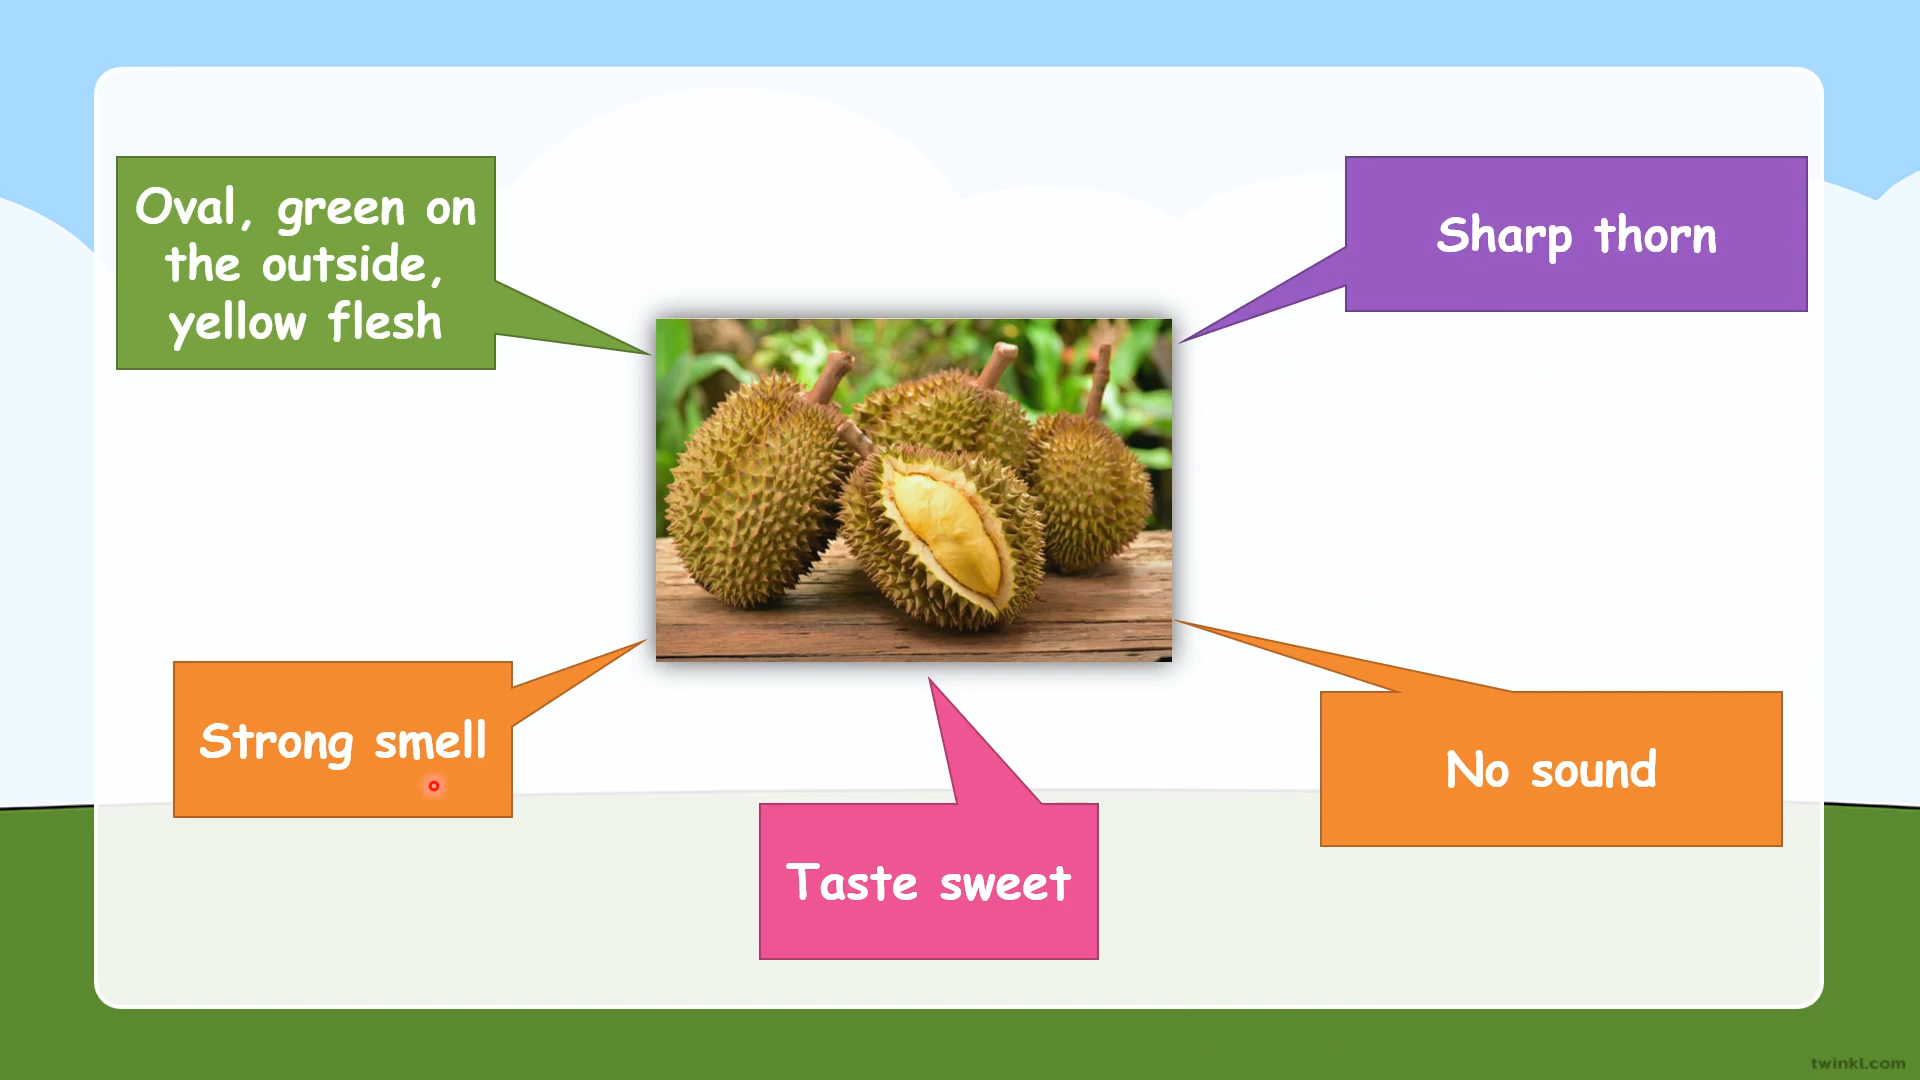 Oval, green on
the outside,
yellow flesh
Sharp thorn
Strong smell
No sound
Taste sweet
twinkl.com